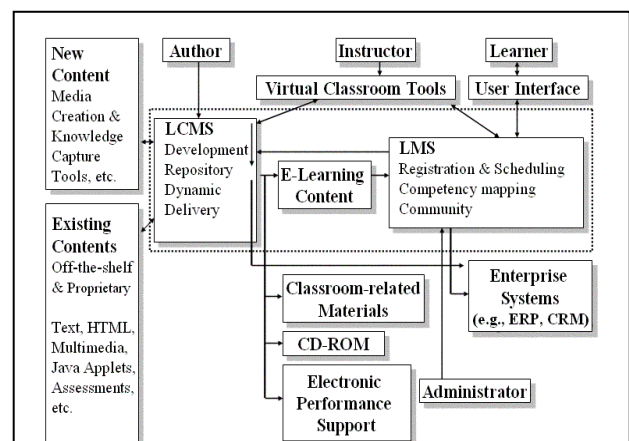 New
Content
Media
Creation &
Knowledge
Capture
Tools, etc.
Author
Instructor
Learner
Virtual Classroom Tools
User Interface
LCMS
Development
Repository
Dynamic
Delivery
E-Learning
Content
LMS
Registration & Scheduling
Competency mapping
Community
Existing
Contents
Off-the-shelf
& Proprietary
Text, HTML,
Multimedia,
Java Applets,
Assessments,
etc.
Classroom-related
Materials
CD-ROM
Electronic
Performance
Support
Enterprise
Systems
(e.g., ERP, CRM)
Administrator